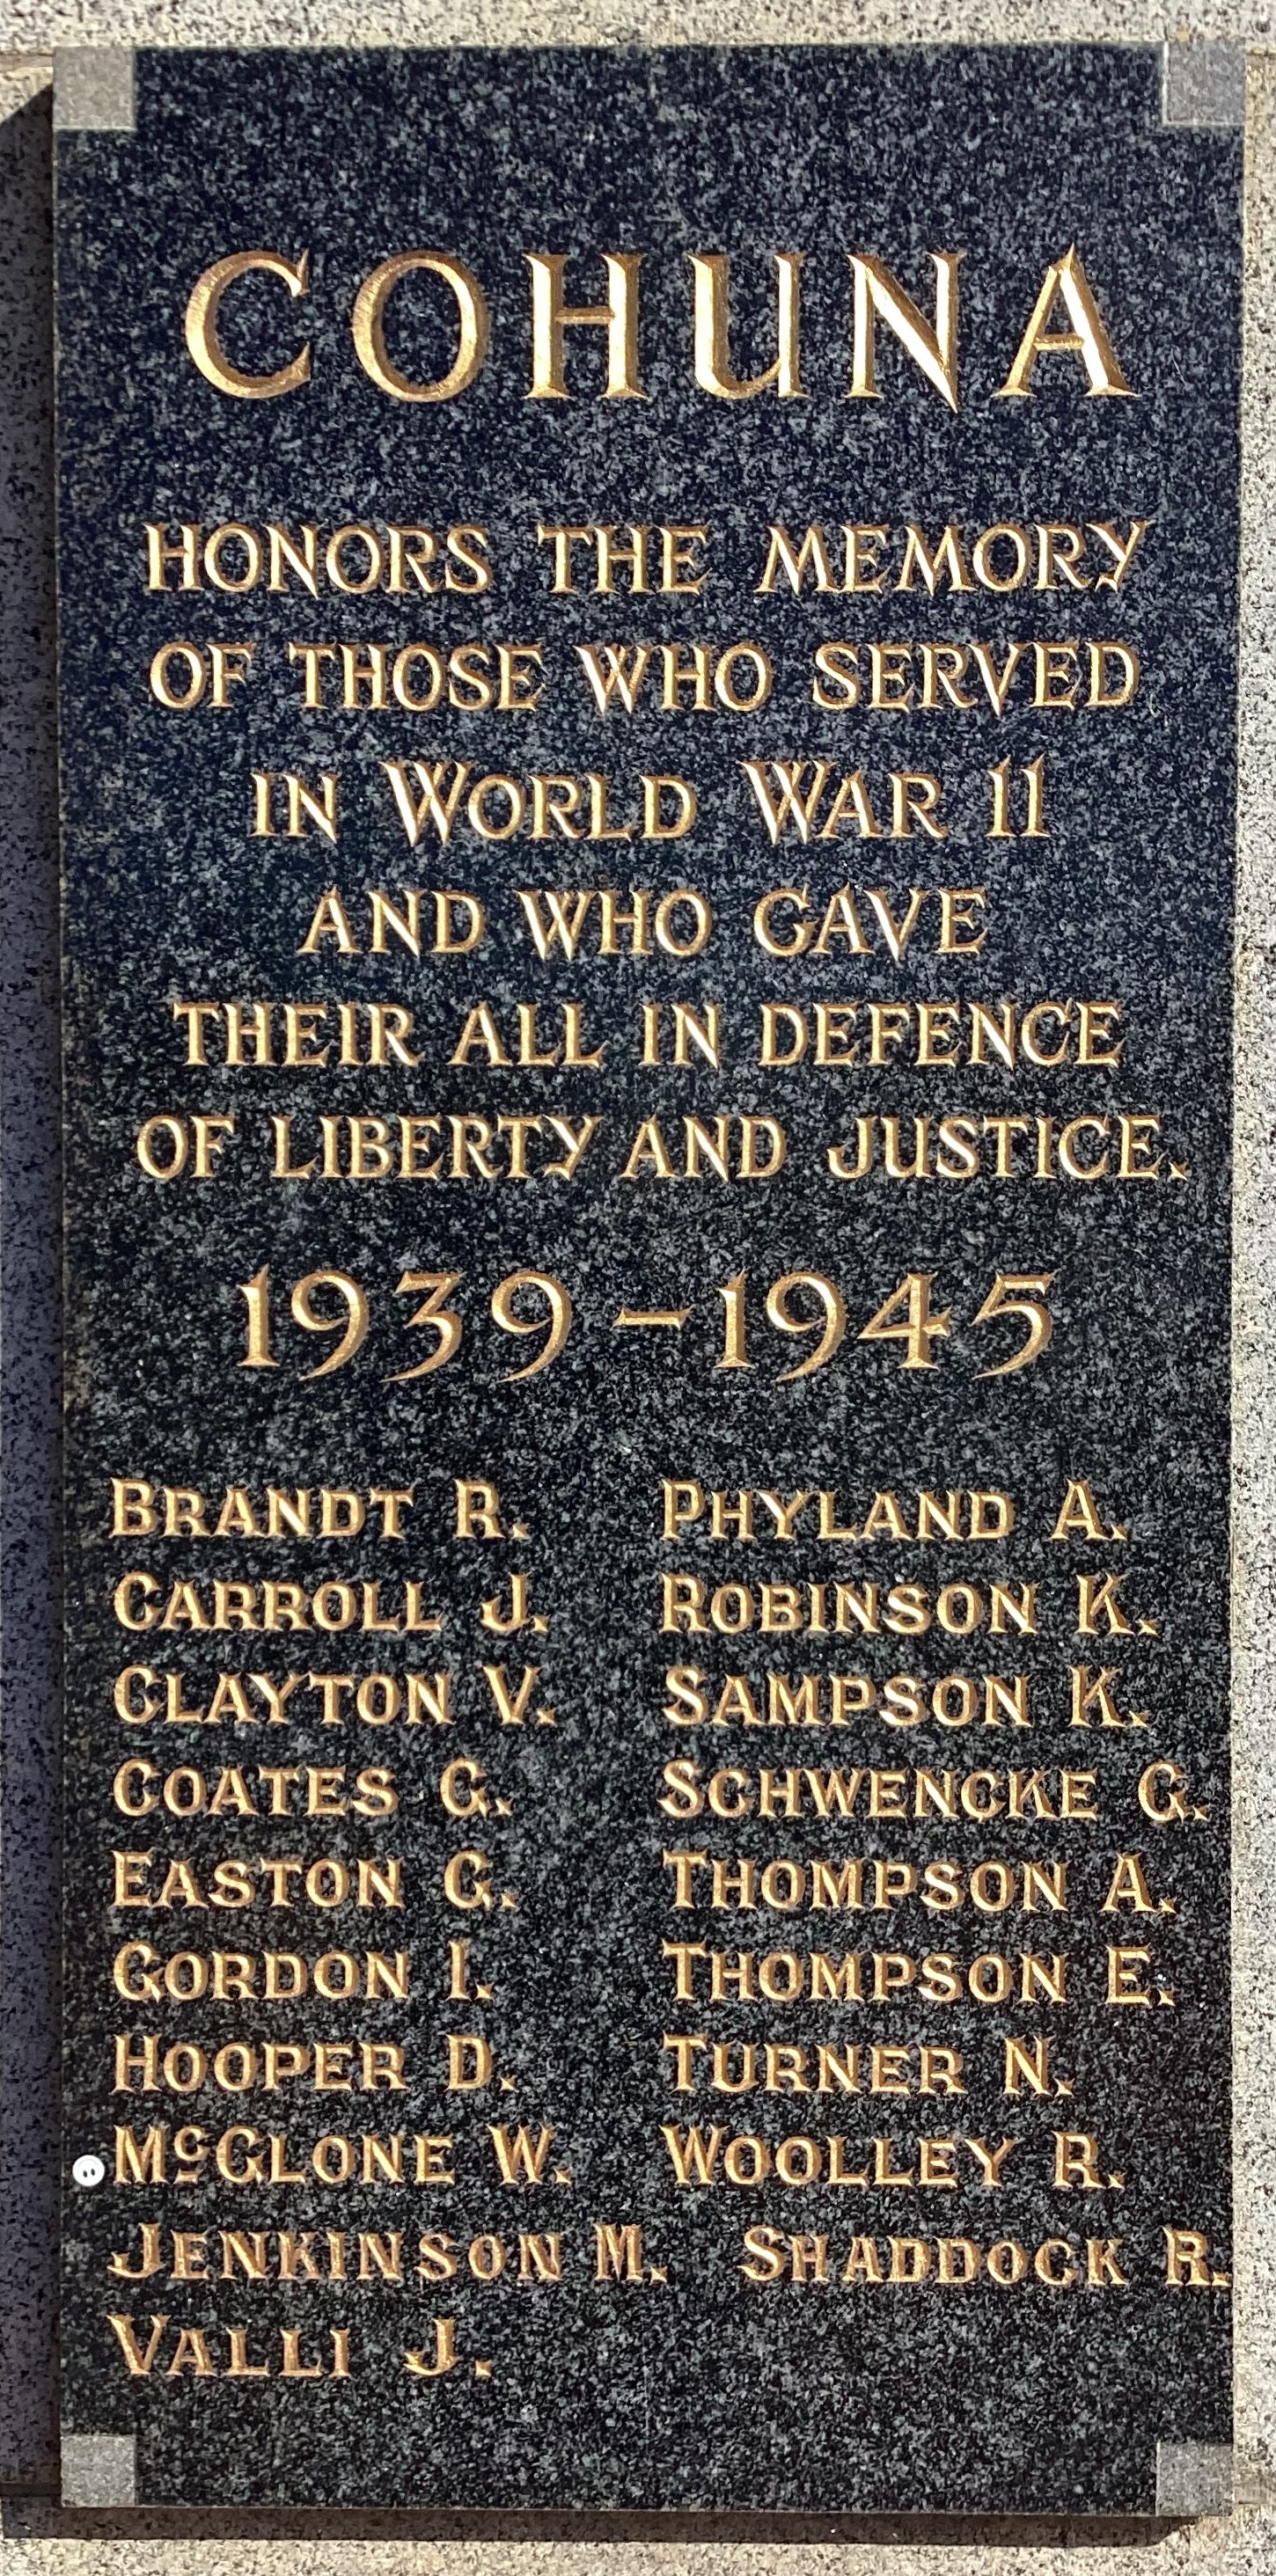 COHUNA
HONORS THE MEMORY
OF THOSE WHO SERVED
IN WORLD WAR II
AND WHO GAVE
THEIR ALL IN DEFENCE
OF LIBERTY AND JUSTICE.
1939-1945
BRANDT R. PHYLAND A.
CARROLL J. ROBINSON K.
CLAYTON V. SAMPSON K.
COATES G. SCHWENCKE G.
EASTON G. THOMPSON A.
GORDON I. THOMPSON E.
HOOPER D. TURNER N.
McGLONE W. WOOLLEY R.
JENKINSON M. SHADDOCK R.
VALLI J.